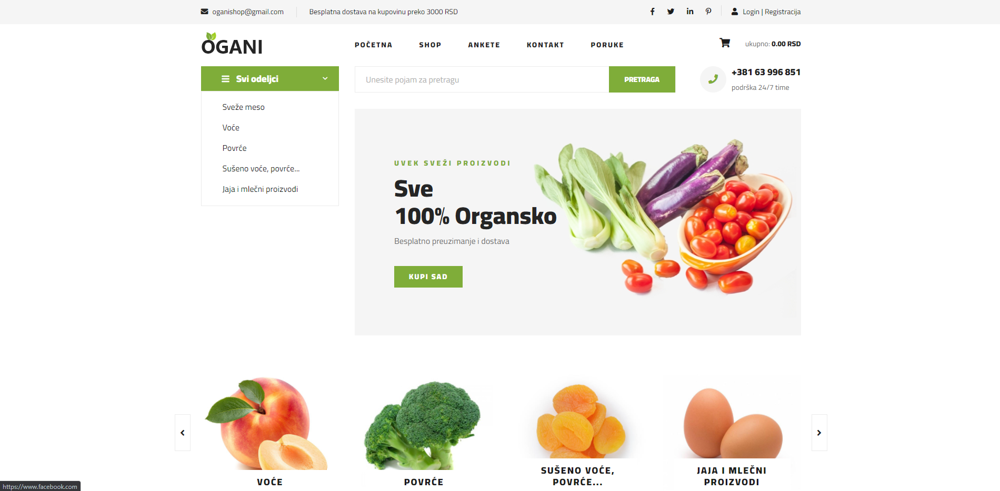 oganishop@gmail.com
Besplatna dostava na kupovinu preko 3000 RSD
Login | Registracija
OGANI
POČETNA
SHOP
ANKETE
KONTAKT
PORUKE
ukupno: 0.00 RSD
Svi odeljci
Unesite pojam za pretragu
PRETRAGA
+381 63 996 851
podrška 24/7 time
Sveže meso
Voće
Povrće
Sušeno voće, povrće...
Jaja i mlečni proizvodi
UVEK SVEŽI PROIZVODI
Sve
100% Organsko
Besplatno preuzimanje i dostava
KUPI SAD
VOĆE
POVRĆE
SUŠENO VOĆE,
POVRĆE...
JAJA I MLEČNI
PROIZVODI
https://www.facebook.com